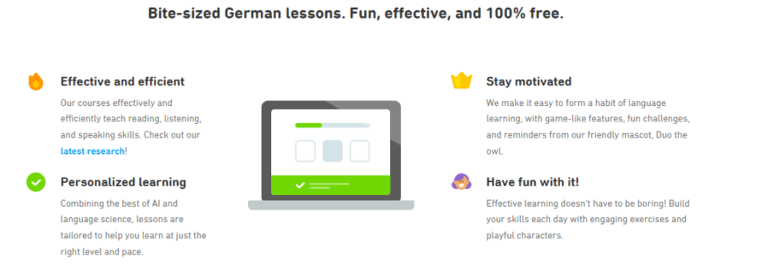 Bite-sized German lessons. Fun, effective, and 100% free.
Effective and efficient
Our courses effectively and
efficiently teach reading, listening,
and speaking skills. Check out our
latest research!
Personalized learning
Combining the best of AI and
language science, lessons are
tailored to help you learn at just the
right level and pace.
Stay motivated
We make it easy to form a habit of language
learning, with game-like features, fun challenges,
and reminders from our friendly mascot, Duo the
owl.
Have fun with it!
Effective learning doesn't have to be boring! Build
your skills each day with engaging exercises and
playful characters.